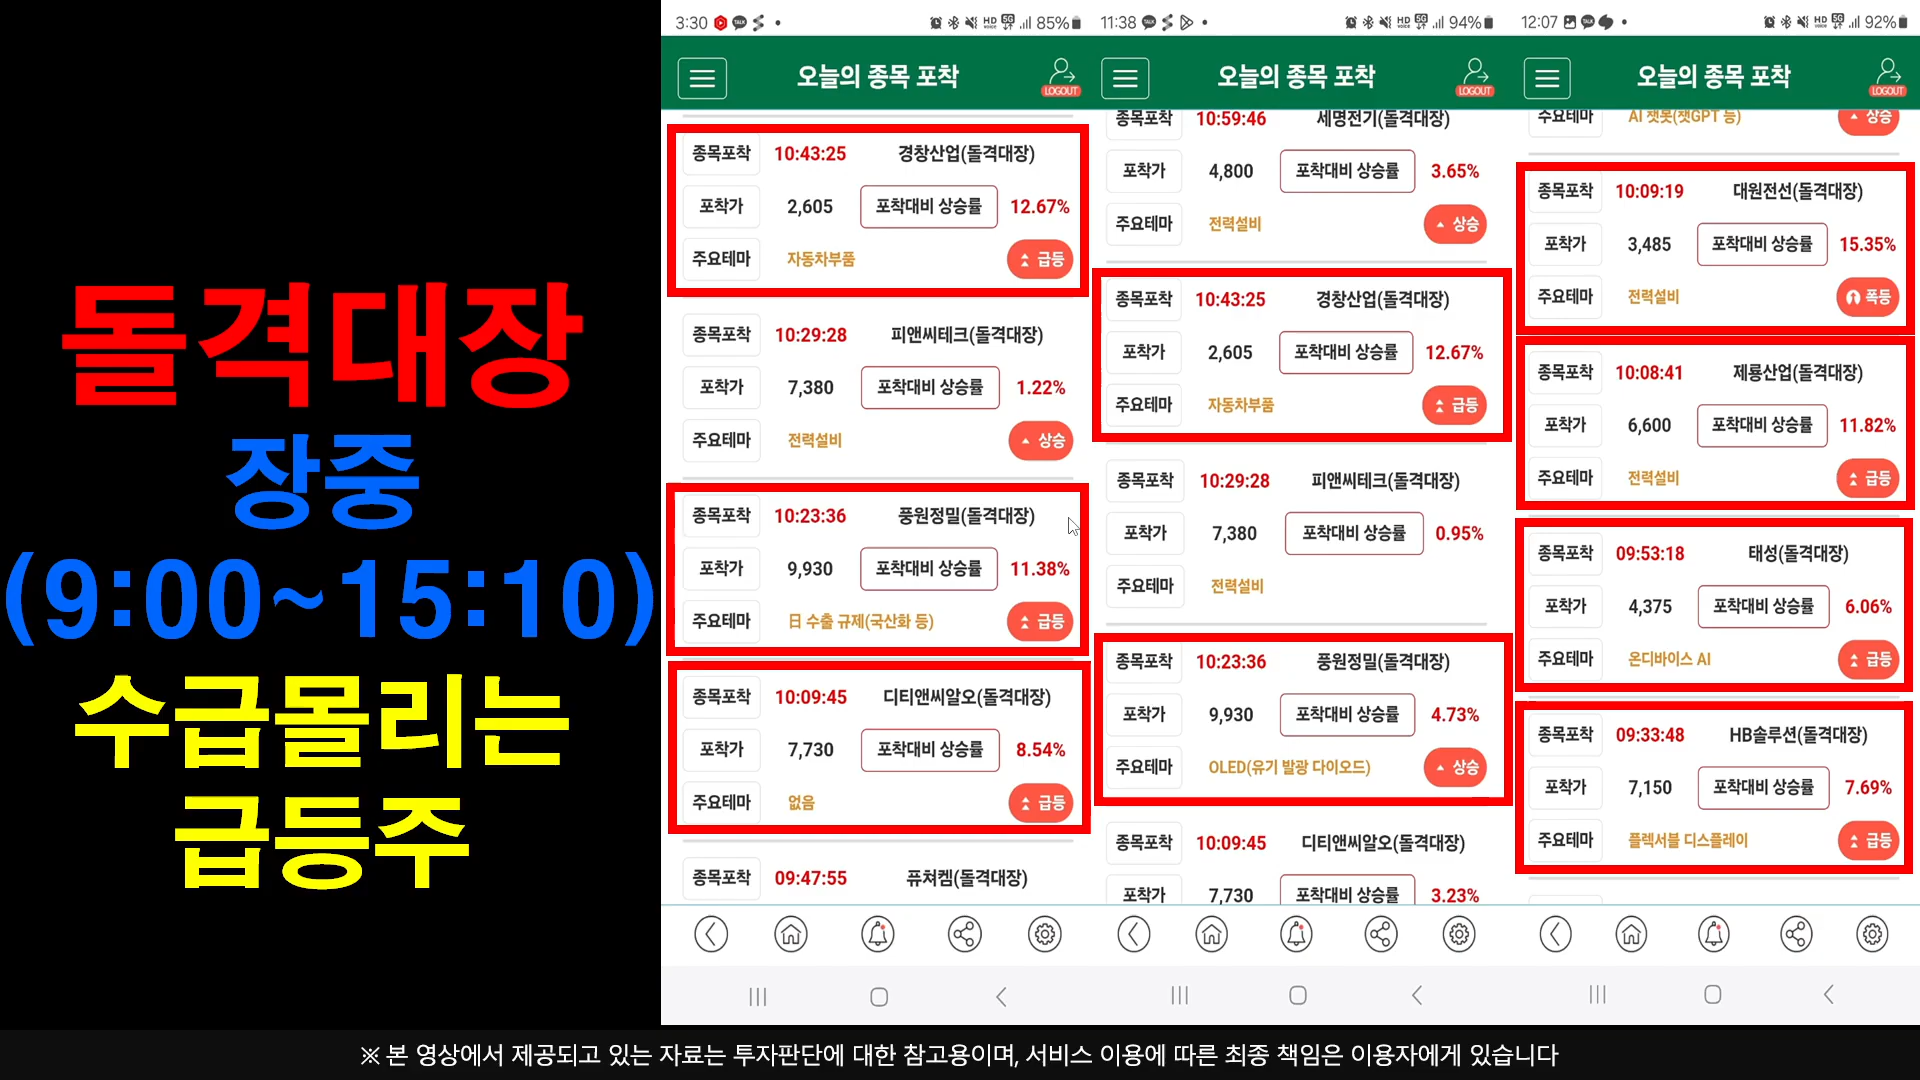 돌격대장
장중
(9:00~15:10)
수급몰리는
급등주
3:30 85%
오늘의 종목 포착
LOGOUT
종목포착 10:43:25 경창산업(돌격대장)
포착가 2,605 포착대비 상승률 12.67%
주요테마 자동차부품 급등
종목포착 10:29:28 피앤씨테크(돌격대장)
포착가 7,380 포착대비 상승률 1.22%
주요테마 전력설비 상승
종목포착 10:23:36 풍원정밀(돌격대장)
포착가 9,930 포착대비 상승률 11.38%
주요테마 日 수출 규제(국산화 등) 급등
종목포착 10:09:45 디티앤씨알오(돌격대장)
포착가 7,730 포착대비 상승률 8.54%
주요테마 없음 급등
종목포착 09:47:55 퓨쳐켐(돌격대장)
11:38 94%
오늘의 종목 포착
LOGOUT
종목포착 10:59:46 세명전기(돌격대장)
포착가 4,800 포착대비 상승률 3.65%
주요테마 전력설비 상승
종목포착 10:43:25 경창산업(돌격대장)
포착가 2,605 포착대비 상승률 12.67%
주요테마 자동차부품 급등
종목포착 10:29:28 피앤씨테크(돌격대장)
포착가 7,380 포착대비 상승률 0.95%
주요테마 전력설비
종목포착 10:23:36 풍원정밀(돌격대장)
포착가 9,930 포착대비 상승률 4.73%
주요테마 OLED(유기 발광 다이오드) 상승
종목포착 10:09:45 디티앤씨알오(돌격대장)
포착가 7,730 포착대비 상승률 3.23%
12:07 92%
오늘의 종목 포착
LOGOUT
주요테마 AI 챗봇(챗GPT 등) 상승
종목포착 10:09:19 대원전선(돌격대장)
포착가 3,485 포착대비 상승률 15.35%
주요테마 전력설비 폭등
종목포착 10:08:41 제룡산업(돌격대장)
포착가 6,600 포착대비 상승률 11.82%
주요테마 전력설비 급등
종목포착 09:53:18 태성(돌격대장)
포착가 4,375 포착대비 상승률 6.06%
주요테마 온디바이스 AI 급등
종목포착 09:33:48 HB솔루션(돌격대장)
포착가 7,150 포착대비 상승률 7.69%
주요테마 플렉서블 디스플레이 급등
※ 본 영상에서 제공되고 있는 자료는 투자판단에 대한 참고용이며, 서비스 이용에 따른 최종 책임은 이용자에게 있습니다